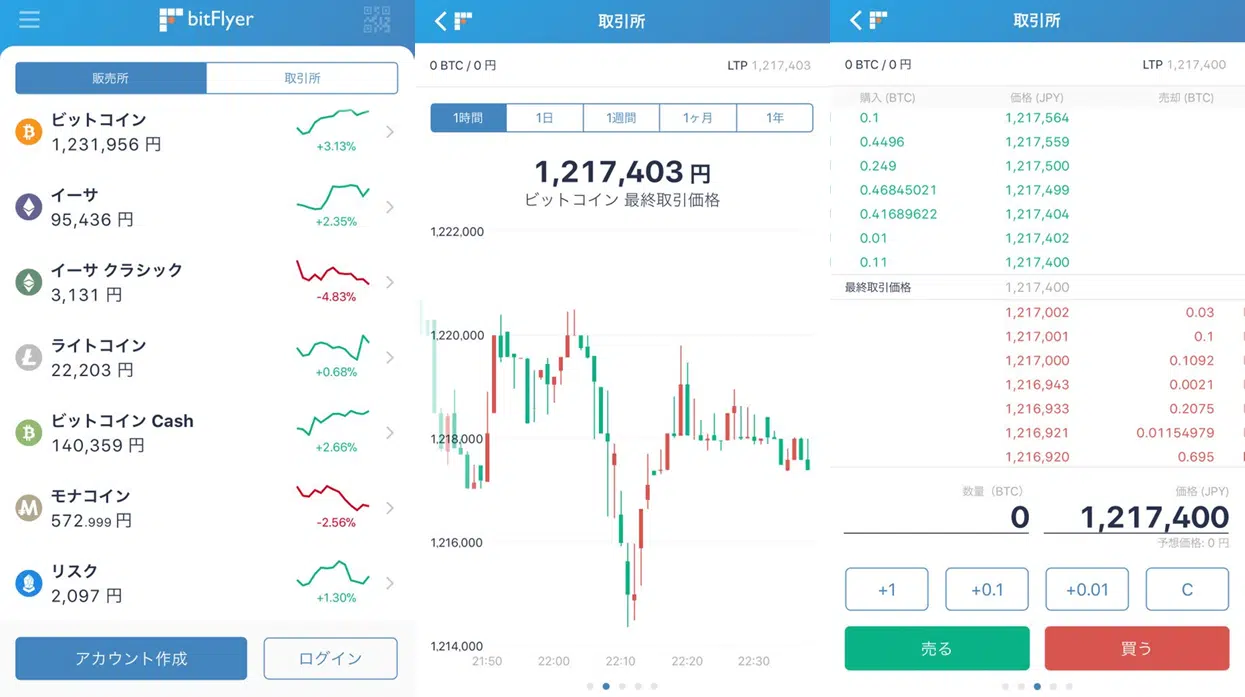 bitFlyer
販売所 取引所
ビットコイン
1,231,956 円
+3.13%
イーサ
95,436 円
+2.35%
イーサ クラシック
3,131 円
-4.83%
ライトコイン
22,203 円
+0.68%
ビットコイン Cash
140,359 円
+2.66%
モナコイン
572.999 円
-2.56%
リスク
2,097 円
+1.30%
アカウント作成 ログイン
取引所
0 BTC / 0 円 LTP 1,217,403
1時間 1日 1週間 1ヶ月 1年
1,217,403 円
ビットコイン 最終取引価格
1,222,000
1,220,000
1,218,000
1,216,000
1,214,000
21:50 22:00 22:10 22:20 22:30
取引所
0 BTC / 0 円 LTP 1,217,400
購入 (BTC) 価格 (JPY) 売却 (BTC)
0.1 1,217,564
0.4496 1,217,559
0.249 1,217,500
0.46845021 1,217,499
0.41689622 1,217,404
0.01 1,217,402
0.11 1,217,400
最終取引価格 1,217,400
1,217,002 0.03
1,217,001 0.1
1,217,000 0.1092
1,216,943 0.0021
1,216,933 0.2075
1,216,921 0.01154979
1,216,920 0.695
数量 (BTC) 価格 (JPY)
0 1,217,400
予想価格: 0 円
+1 +0.1 +0.01 C
売る 買う